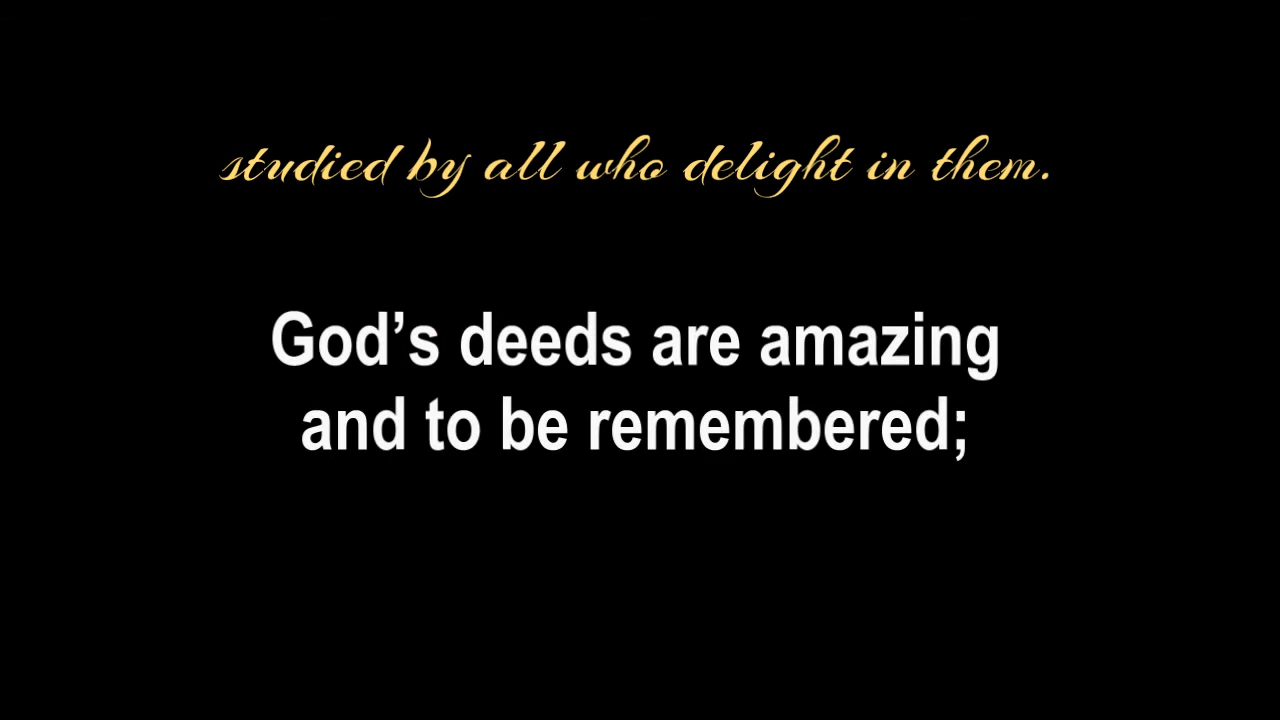 studied by all who delight in them.
God’s deeds are amazing
and to be remembered;